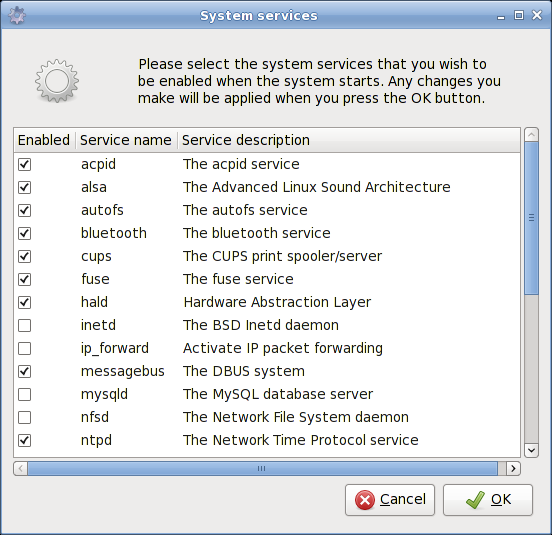 System services
Please select the system services that you wish to
be enabled when the system starts. Any changes you
make will be applied when you press the OK button.
Enabled Service name Service description
acpid The acpid service
alsa The Advanced Linux Sound Architecture
autofs The autofs service
bluetooth The bluetooth service
cups The CUPS print spooler/server
fuse The fuse service
hald Hardware Abstraction Layer
inetd The BSD Inetd daemon
ip_forward Activate IP packet forwarding
messagebus The DBUS system
mysqld The MySQL database server
nfsd The Network File System daemon
ntpd The Network Time Protocol service
Cancel OK